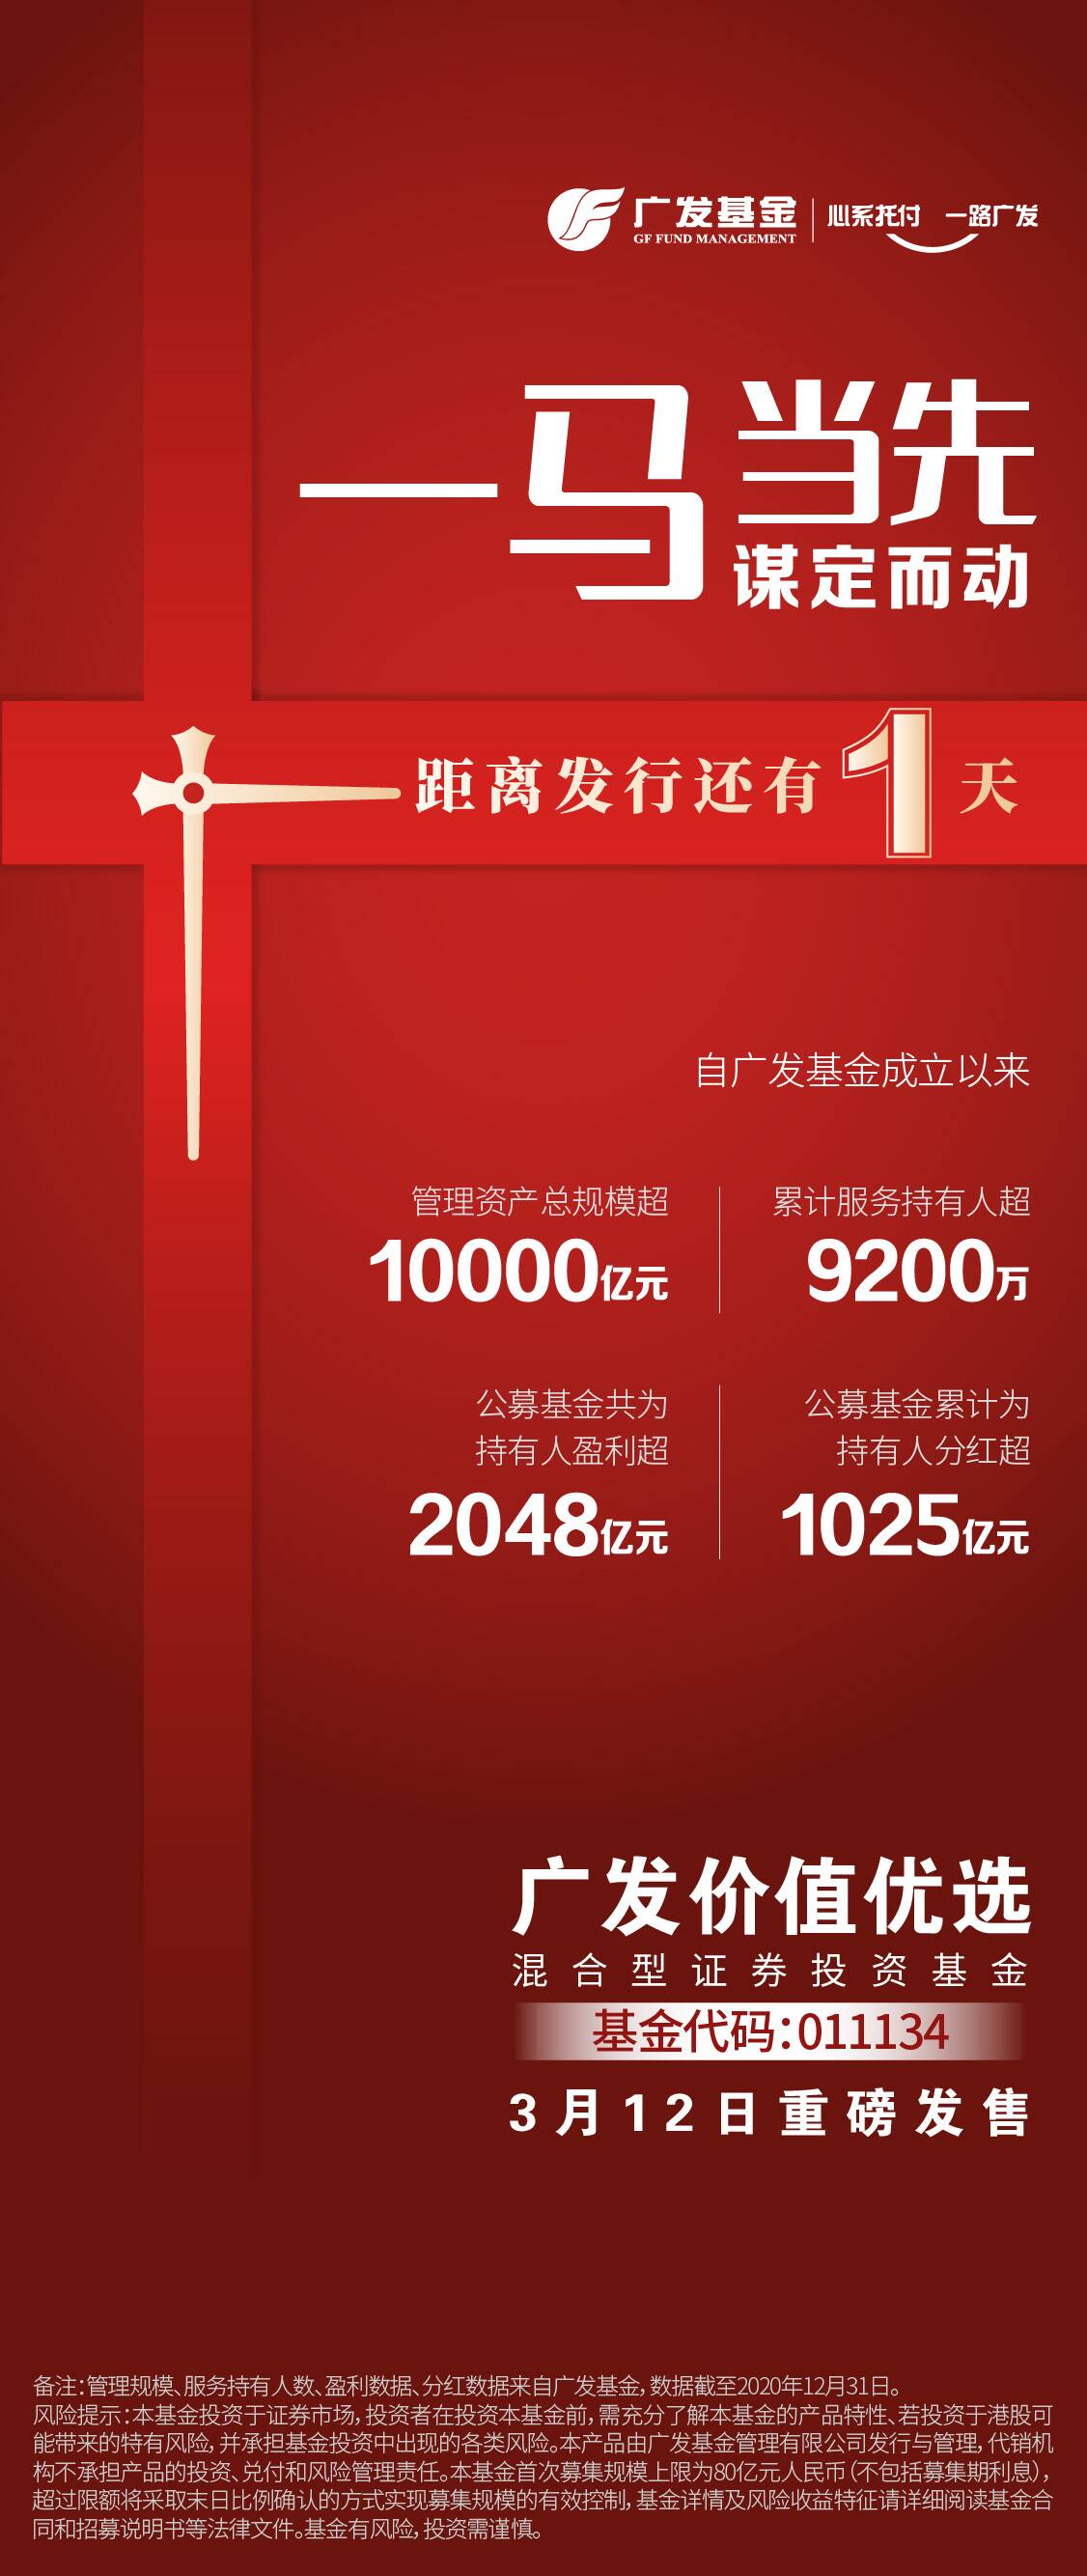 广发基金 心系托付 一路广发
GF FUND MANAGEMENT
一马当先
谋定而动
距离发行还有1天
自广发基金成立以来
管理资产总规模超
10000亿元
累计服务持有人超
9200万
公募基金共为
持有人盈利超
2048亿元
公募基金累计为
持有人分红超
1025亿元
广发价值优选
混合型证券投资基金
基金代码:011134
3月12日重磅发售
备注:管理规模、服务持有人数、盈利数据、分红数据来自广发基金,数据截至2020年12月31日。
风险提示:本基金投资于证券市场,投资者在投资本基金前,需充分了解本基金的产品特性、若投资于港股可
能带来的特有风险,并承担基金投资中出现的各类风险。本产品由广发基金管理有限公司发行与管理,代销机
构不承担产品的投资、兑付和风险管理责任。本基金首次募集规模上限为80亿元人民币(不包括募集期利息),
超过限额将采取末日比例确认的方式实现募集规模的有效控制,基金详情及风险收益特征请详细阅读基金合
同和招募说明书等法律文件。基金有风险,投资需谨慎。